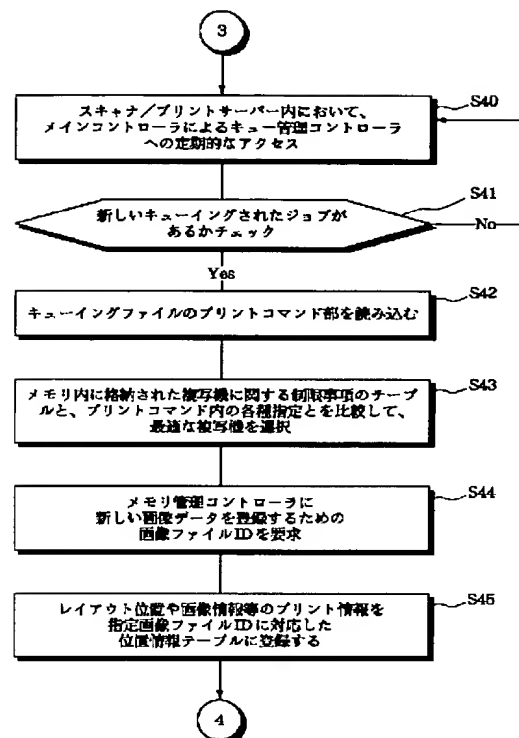 3
S40
スキャナ／プリントサーバー内において、
メインコントローラによるキュー管理コントローラ
への定期的なアクセス
S41
新しいキューイングされたジョブが
あるかチェック
No
Yes
S42
キューイングファイルのプリントコマンド部を読み込む
S43
メモリ内に格納された複写機に関する制限事項のテーブ
ルと、プリントコマンド内の各種指定とを比較して、
最適な複写機を選択
S44
メモリ管理コントローラに
新しい画像データを登録するための
画像ファイルIDを要求
S45
レイアウト位置や画像情報等のプリント情報を
指定画像ファイルIDに対応した
位置情報テーブルに登録する
4